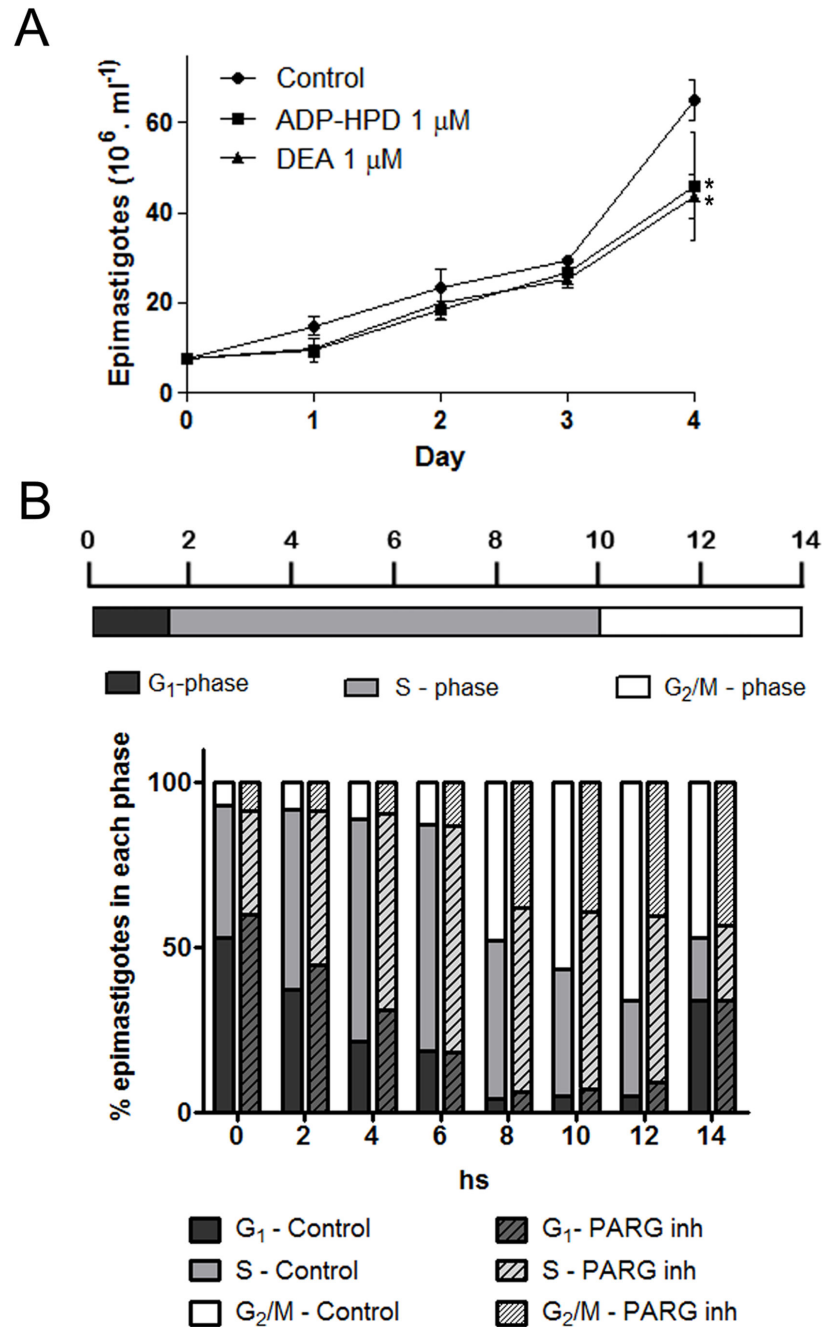 A
Control
ADP-HPD 1 μM
DEA 1 μM
Epimastigotes (10⁶ . ml⁻¹)
60
40
20
0
*
*
0 1 2 3 4
Day
B
0 2 4 6 8 10 12 14
G₁-phase S - phase G₂/M - phase
% epimastigotes in each phase
100
50
0
0 2 4 6 8 10 12 14
hs
G₁ - Control G₁- PARG inh
S - Control S - PARG inh
G₂/M - Control G₂/M - PARG inh